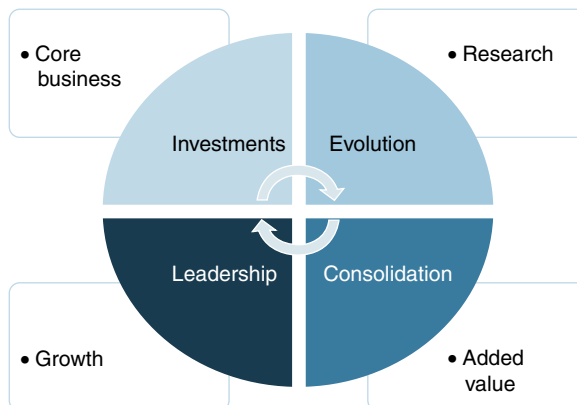 • Core
business
• Research
Investments
Evolution
Leadership
Consolidation
• Growth
• Added
value